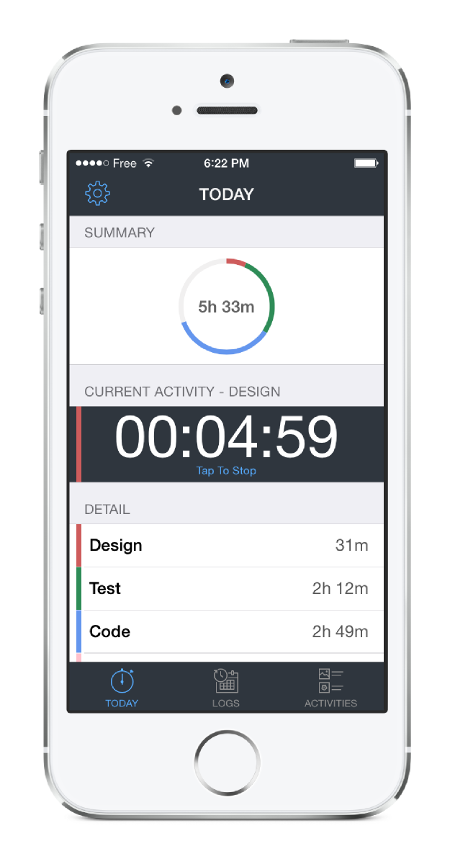 Free 6:22 PM
TODAY
SUMMARY
5h 33m
CURRENT ACTIVITY - DESIGN
00:04:59
Tap To Stop
DETAIL
Design 31m
Test 2h 12m
Code 2h 49m
TODAY LOGS ACTIVITIES